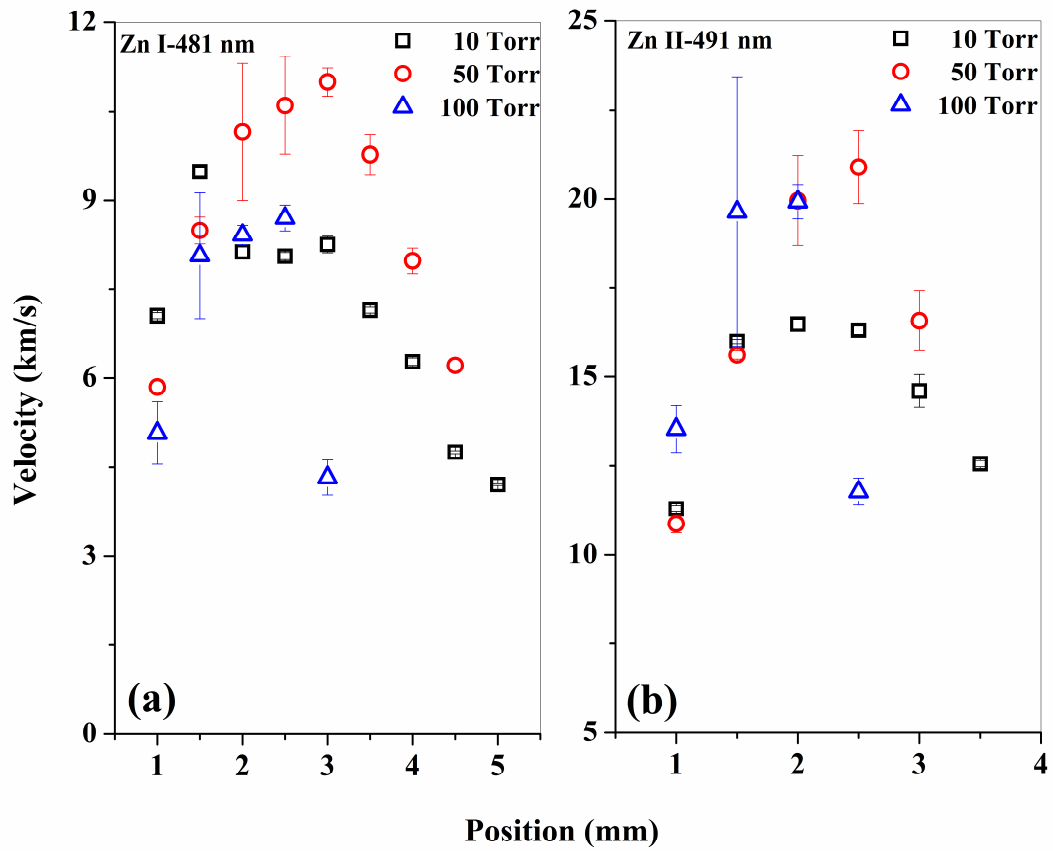 12
9
6
3
0
Zn I-481 nm
10 Torr
50 Torr
100 Torr
(a)
1 2 3 4 5
25
20
15
10
5
Zn II-491 nm
10 Torr
50 Torr
100 Torr
(b)
1 2 3 4
Velocity (km/s)
Position (mm)